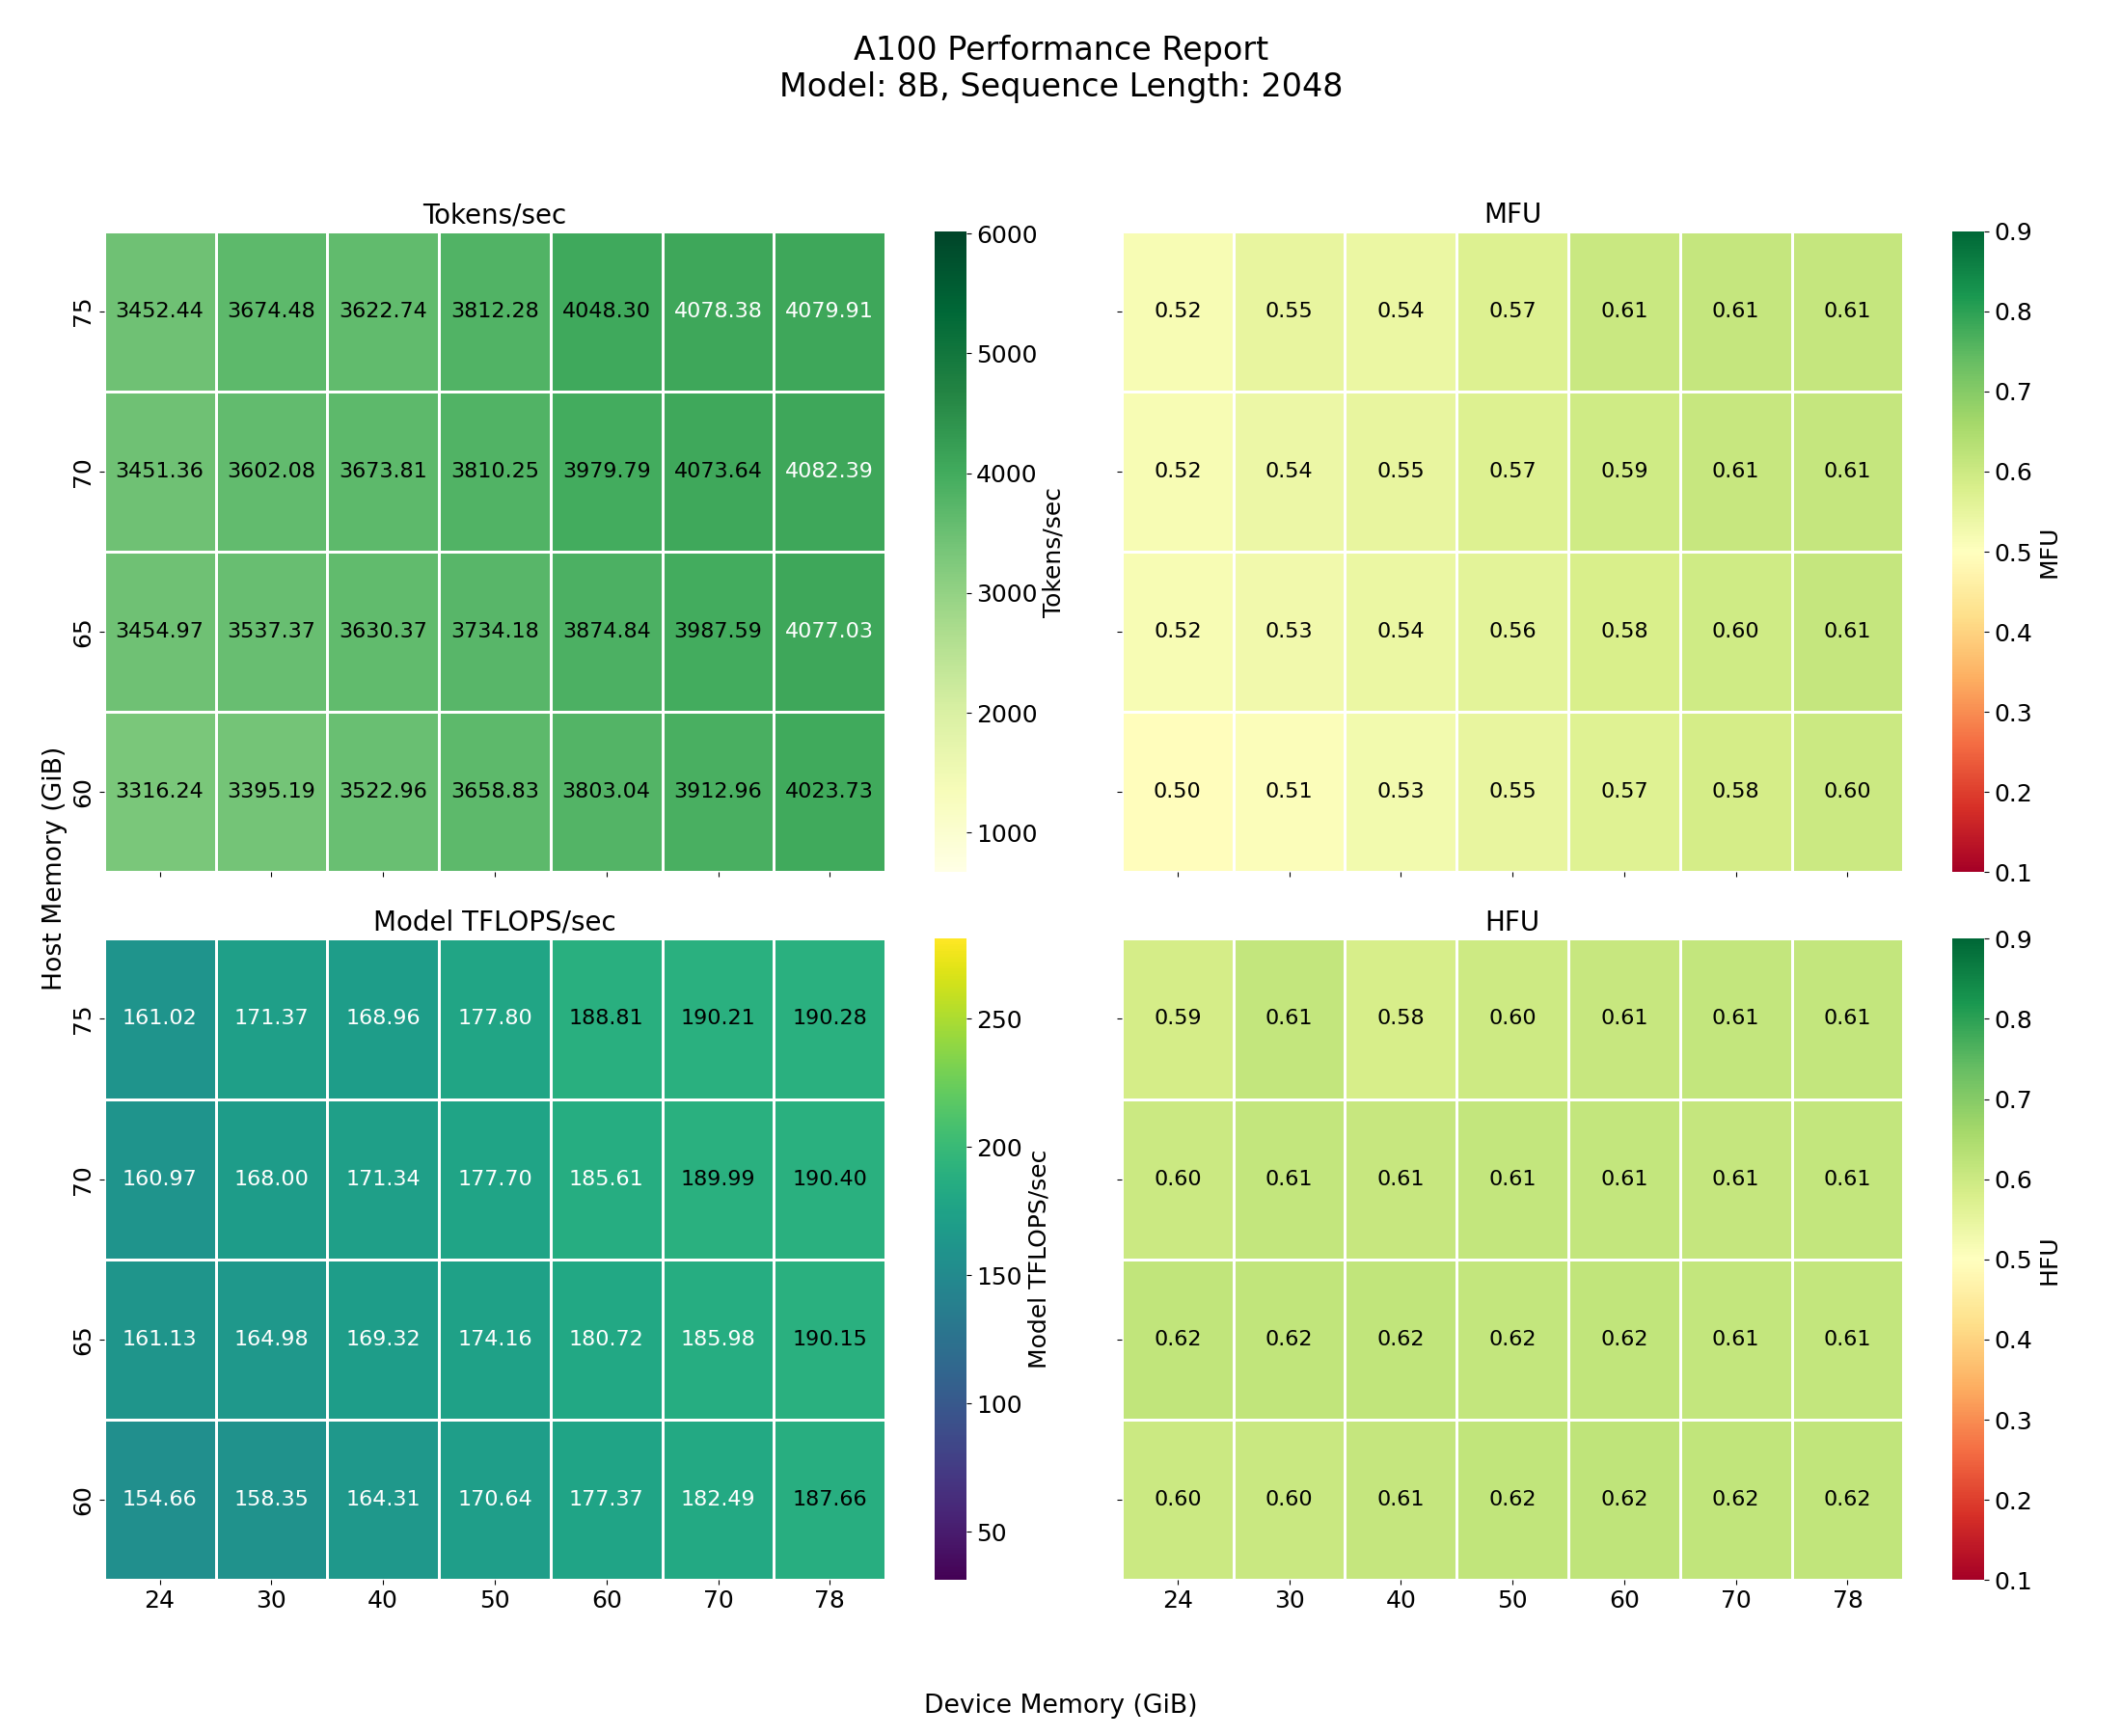 A100 Performance Report
Model: 8B, Sequence Length: 2048
Tokens/sec
75 3452.44 3674.48 3622.74 3812.28 4048.30 4078.38 4079.91
70 3451.36 3602.08 3673.81 3810.25 3979.79 4073.64 4082.39
65 3454.97 3537.37 3630.37 3734.18 3874.84 3987.59 4077.03
60 3316.24 3395.19 3522.96 3658.83 3803.04 3912.96 4023.73
6000
5000
4000
3000
2000
1000
Tokens/sec
MFU
0.52 0.55 0.54 0.57 0.61 0.61 0.61
0.52 0.54 0.55 0.57 0.59 0.61 0.61
0.52 0.53 0.54 0.56 0.58 0.60 0.61
0.50 0.51 0.53 0.55 0.57 0.58 0.60
0.9
0.8
0.7
0.6
0.5
0.4
0.3
0.2
0.1
MFU
Host Memory (GiB)
Model TFLOPS/sec
75 161.02 171.37 168.96 177.80 188.81 190.21 190.28
70 160.97 168.00 171.34 177.70 185.61 189.99 190.40
65 161.13 164.98 169.32 174.16 180.72 185.98 190.15
60 154.66 158.35 164.31 170.64 177.37 182.49 187.66
24 30 40 50 60 70 78
250
200
150
100
50
Model TFLOPS/sec
HFU
0.59 0.61 0.58 0.60 0.61 0.61 0.61
0.60 0.61 0.61 0.61 0.61 0.61 0.61
0.62 0.62 0.62 0.62 0.62 0.61 0.61
0.60 0.60 0.61 0.62 0.62 0.62 0.62
24 30 40 50 60 70 78
0.9
0.8
0.7
0.6
0.5
0.4
0.3
0.2
0.1
HFU
Device Memory (GiB)